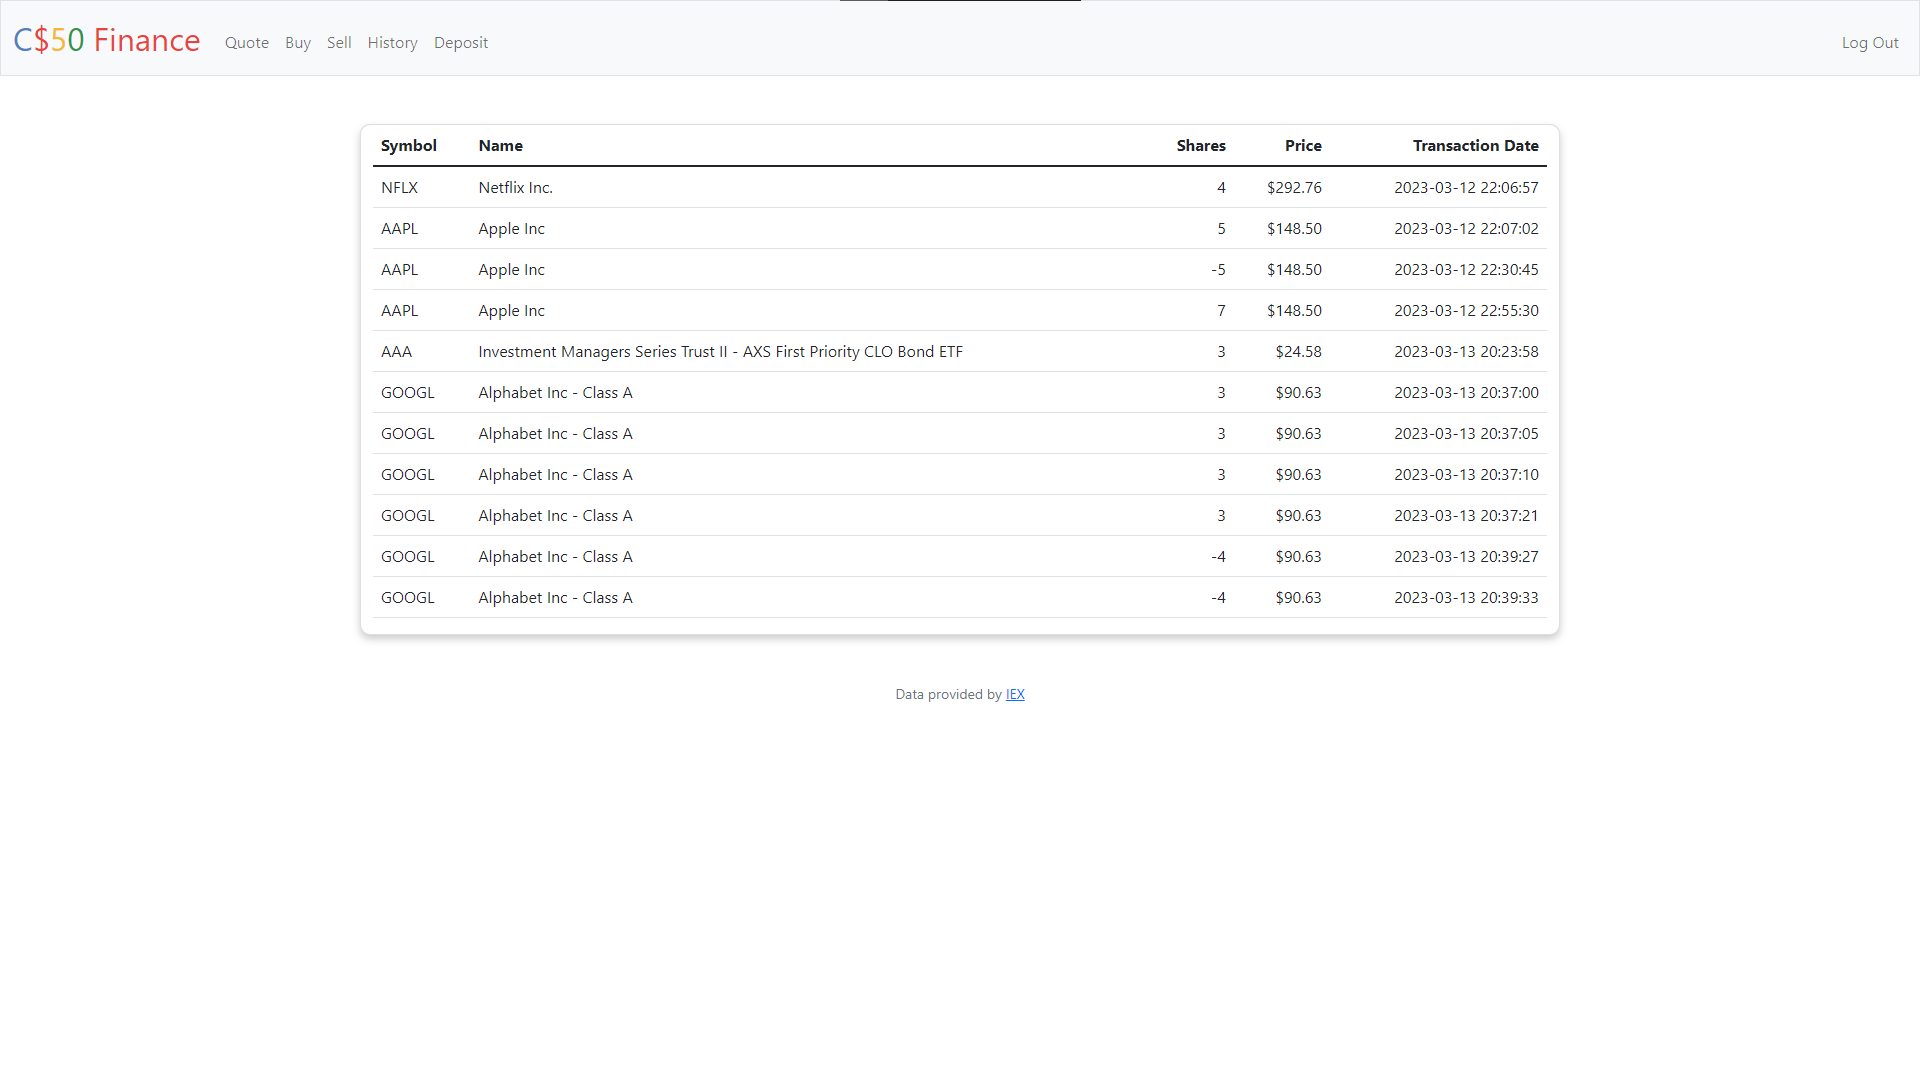 C$50 Finance Quote Buy Sell History Deposit Log Out
Symbol Name Shares Price Transaction Date
NFLX Netflix Inc. 4 $292.76 2023-03-12 22:06:57
AAPL Apple Inc 5 $148.50 2023-03-12 22:07:02
AAPL Apple Inc -5 $148.50 2023-03-12 22:30:45
AAPL Apple Inc 7 $148.50 2023-03-12 22:55:30
AAA Investment Managers Series Trust II - AXS First Priority CLO Bond ETF 3 $24.58 2023-03-13 20:23:58
GOOGL Alphabet Inc - Class A 3 $90.63 2023-03-13 20:37:00
GOOGL Alphabet Inc - Class A 3 $90.63 2023-03-13 20:37:05
GOOGL Alphabet Inc - Class A 3 $90.63 2023-03-13 20:37:10
GOOGL Alphabet Inc - Class A 3 $90.63 2023-03-13 20:37:21
GOOGL Alphabet Inc - Class A -4 $90.63 2023-03-13 20:39:27
GOOGL Alphabet Inc - Class A -4 $90.63 2023-03-13 20:39:33
Data provided by IEX